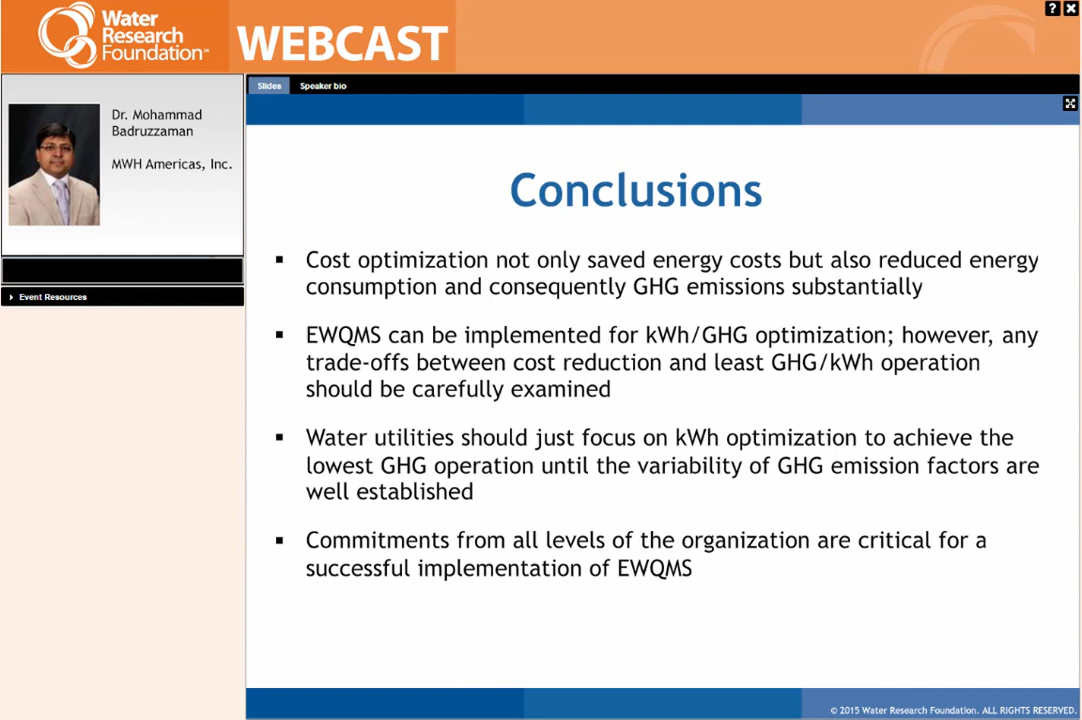 Water
Research
Foundation™
WEBCAST
? X
Dr. Mohammad
Badruzzaman
MWH Americas, Inc.
Event Resources
Slides Speaker bio
Conclusions
▪ Cost optimization not only saved energy costs but also reduced energy
consumption and consequently GHG emissions substantially
▪ EWQMS can be implemented for kWh/GHG optimization; however, any
trade-offs between cost reduction and least GHG/kWh operation
should be carefully examined
▪ Water utilities should just focus on kWh optimization to achieve the
lowest GHG operation until the variability of GHG emission factors are
well established
▪ Commitments from all levels of the organization are critical for a
successful implementation of EWQMS
© 2015 Water Research Foundation. ALL RIGHTS RESERVED.